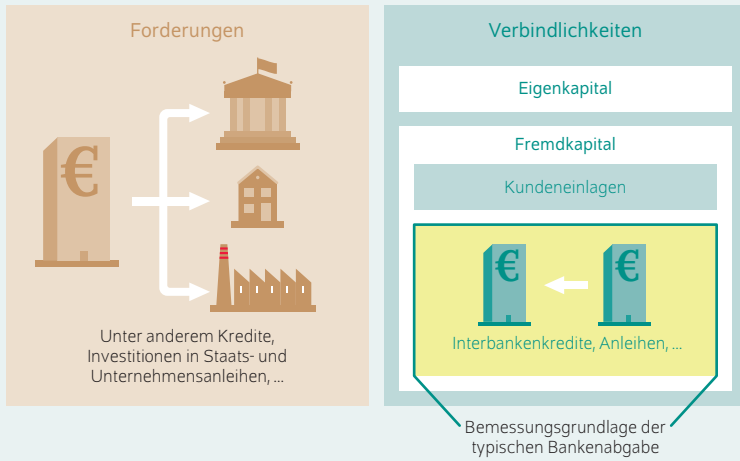 Forderungen
€
Unter anderem Kredite,
Investitionen in Staats- und
Unternehmensanleihen, ...
Verbindlichkeiten
Eigenkapital
Fremdkapital
Kundeneinlagen
€ €
Interbankenkredite, Anleihen, ...
Bemessungsgrundlage der
typischen Bankenabgabe